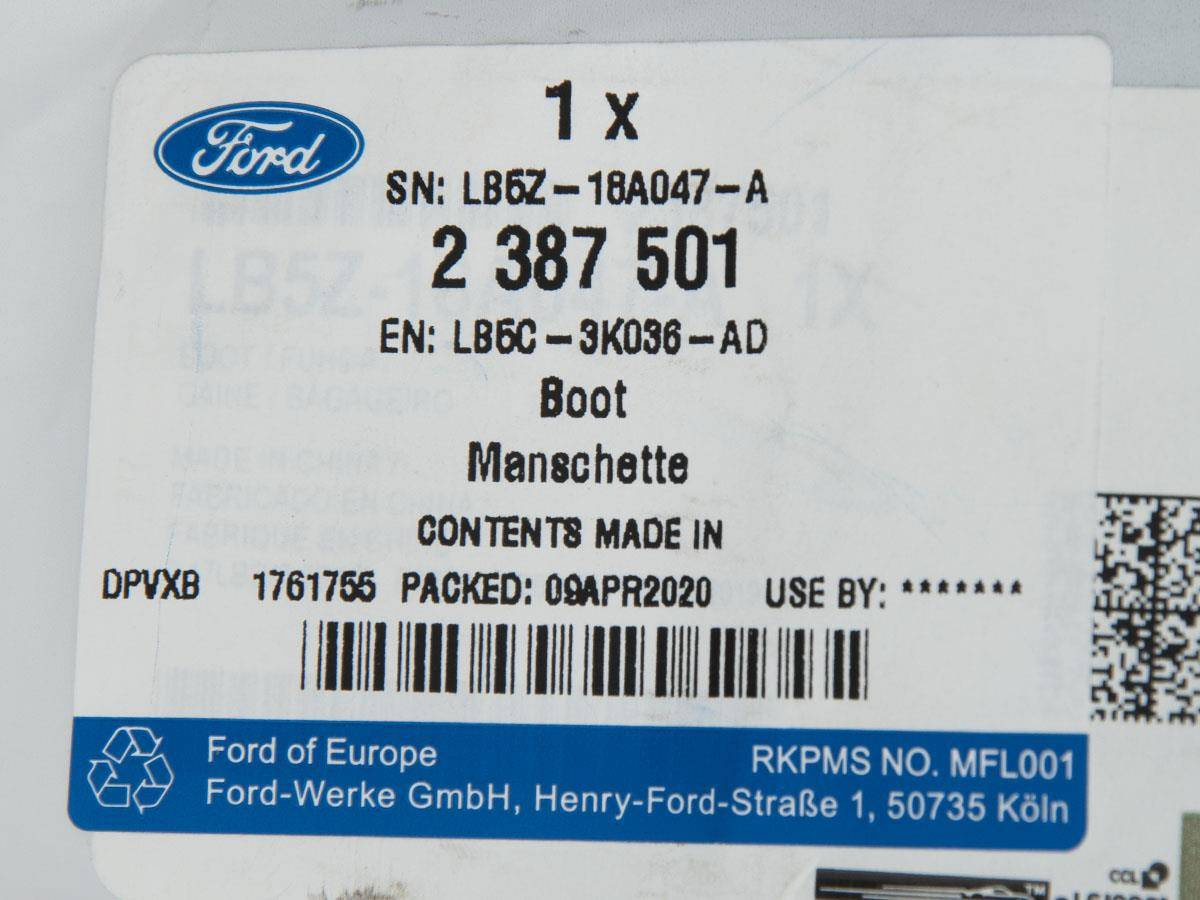 Ford
1 x
SN: LB5Z-18A047-A
2 387 501
EN: LB5C-3K036-AD
Boot
Manschette
CONTENTS MADE IN
DPVXB 1761755 PACKED: 09APR2020 USE BY: *******
Ford of Europe
RKPMS NO. MFL001
Ford-Werke GmbH, Henry-Ford-Straße 1, 50735 Köln
CCL
TM